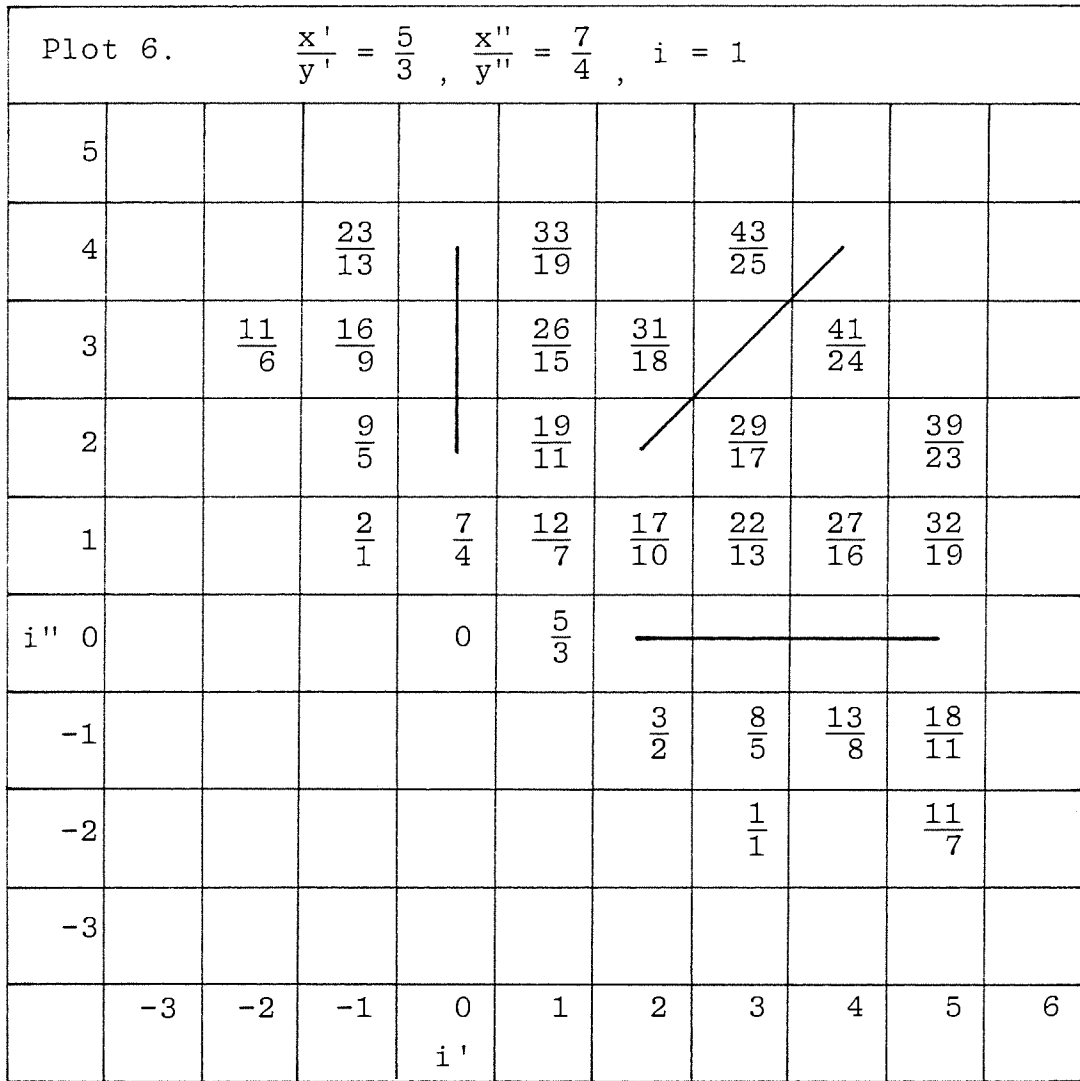 Plot 6. x'/y' = 5/3 , x"/y" = 7/4 , i = 1
5
4 23/13 33/19 43/25
3 11/6 16/9 26/15 31/18 41/24
2 9/5 19/11 29/17 39/23
1 2/1 7/4 12/7 17/10 22/13 27/16 32/19
i" 0 0 5/3
-1 3/2 8/5 13/8 18/11
-2 1/1 11/7
-3
-3 -2 -1 0 1 2 3 4 5 6
i'